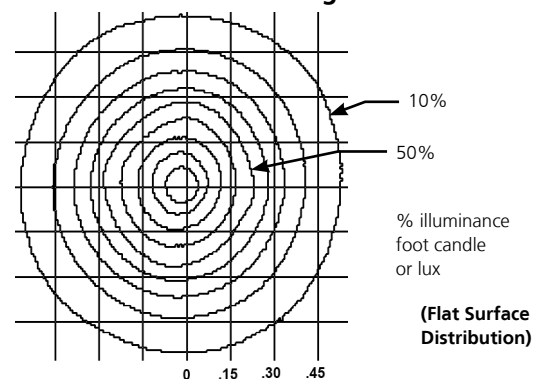 10%
50%
% illuminance
foot candle
or lux
(Flat Surface
Distribution)
0 .15 .30 .45